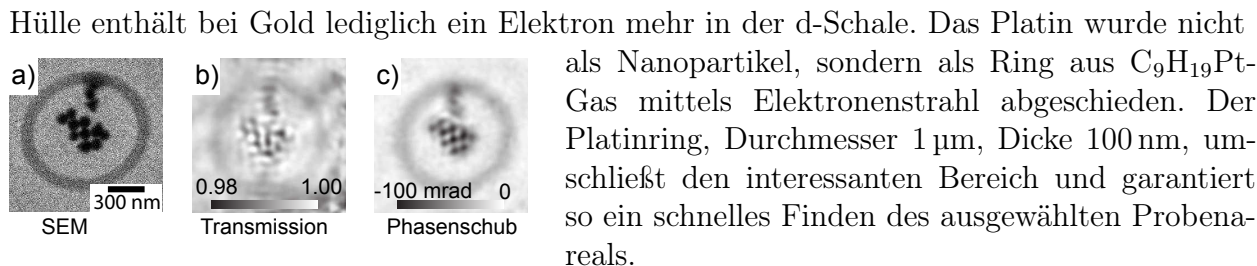 Hülle enthält bei Gold lediglich ein Elektron mehr in der d-Schale. Das Platin wurde nicht
a)
b)
c)
0.98 1.00
-100 mrad 0
300 nm
SEM
Transmission
Phasenschub
als Nanopartikel, sondern als Ring aus C₉H₁₉Pt-
Gas mittels Elektronenstrahl abgeschieden. Der
Platinring, Durchmesser 1 µm, Dicke 100 nm, um-
schließt den interessanten Bereich und garantiert
so ein schnelles Finden des ausgewählten Probena-
reals.